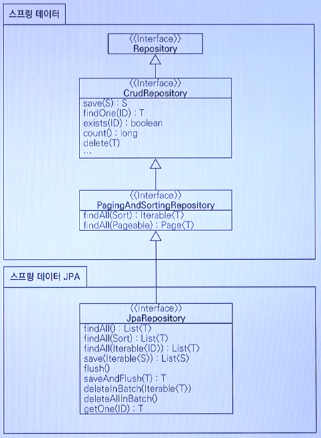 스프링 데이터
⟪Interface⟫
Repository
⟪Interface⟫
CrudRepository
save(S) : S
findOne(ID) : T
exists(ID) : boolean
count() : long
delete(T)
...
⟪Interface⟫
PagingAndSortingRepository
findAll(Sort) : Iterable⟨T⟩
findAll(Pageable) : Page⟨T⟩
스프링 데이터 JPA
⟪Interface⟫
JpaRepository
findAll() : List⟨T⟩
findAll(Sort) : List⟨T⟩
findAll(Iterable⟨ID⟩) : List⟨T⟩
save(Iterable⟨S⟩) : List⟨S⟩
flush()
saveAndFlush(T) : T
deleteInBatch(Iterable⟨T⟩)
deleteAllInBatch()
getOne(ID) : T